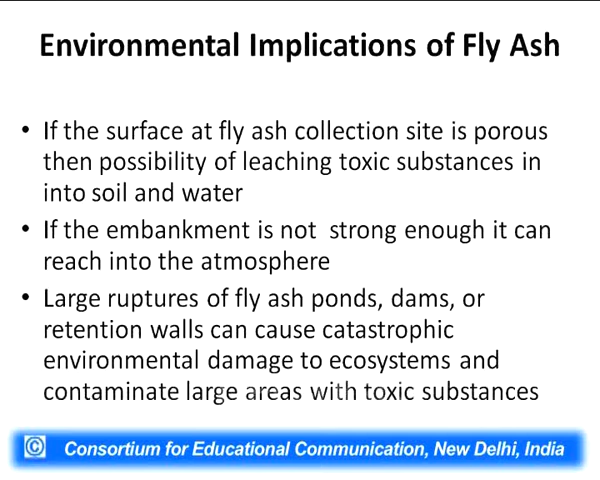 Environmental Implications of Fly Ash
• If the surface at fly ash collection site is porous
then possibility of leaching toxic substances in
into soil and water
• If the embankment is not strong enough it can
reach into the atmosphere
• Large ruptures of fly ash ponds, dams, or
retention walls can cause catastrophic
environmental damage to ecosystems and
contaminate large areas with toxic substances
© Consortium for Educational Communication, New Delhi, India